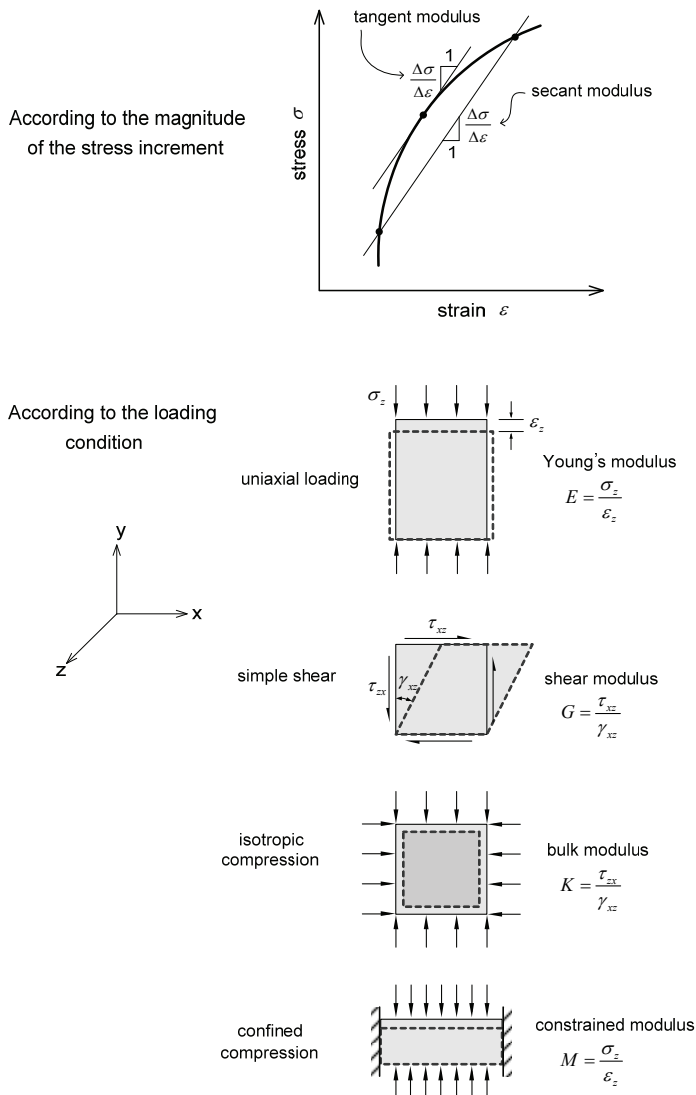 tangent modulus
1
Δσ
Δε
secant modulus
Δσ
Δε
1
According to the magnitude
of the stress increment
stress σ
strain ε
According to the loading
condition
y
x
z
σz
εz
uniaxial loading
Young's modulus
E = σz
εz
τxz
simple shear
τzx
γxz
shear modulus
G = τxz
γxz
isotropic
compression
bulk modulus
K = τzx
γxz
confined
compression
constrained modulus
M = σz
εz